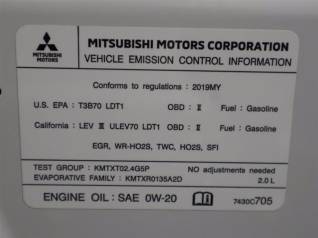 MITSUBISHI MOTORS CORPORATION
MITSUBISHI MOTORS
VEHICLE EMISSION CONTROL INFORMATION
Conforms to regulations : 2019MY
U.S. EPA : T3B70 LDT1 OBD : II Fuel : Gasoline
California : LEV III ULEV70 LDT1 OBD : II Fuel : Gasoline
EGR, WR-HO2S, TWC, HO2S, SFI
TEST GROUP : KMTXT02.4G5P NO adjustments needed
EVAPORATIVE FAMILY : KMTXR0135A2D 2.0 L
ENGINE OIL : SAE 0W-20 7430C705